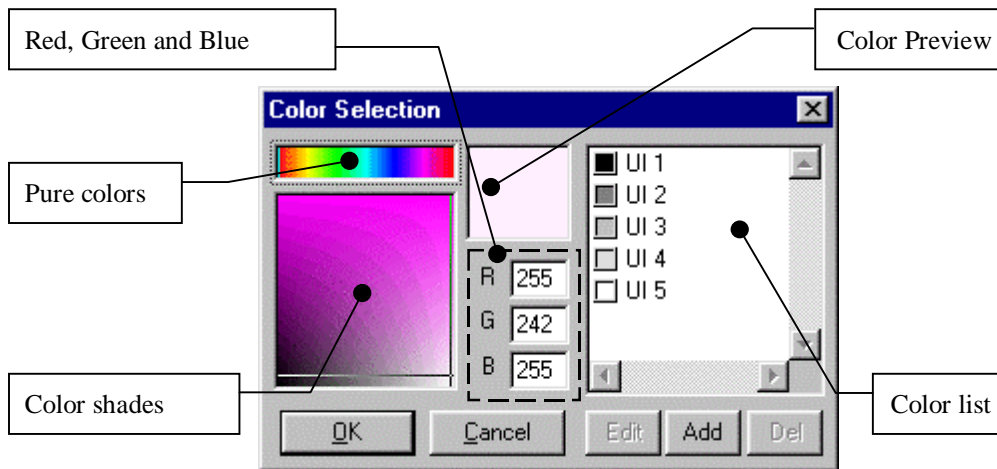 Red, Green and Blue
Color Preview
Color Selection
Pure colors
UI 1
UI 2
UI 3
UI 4
UI 5
R 255
G 242
B 255
Color shades
Color list
OK
Cancel
Edit
Add
Del